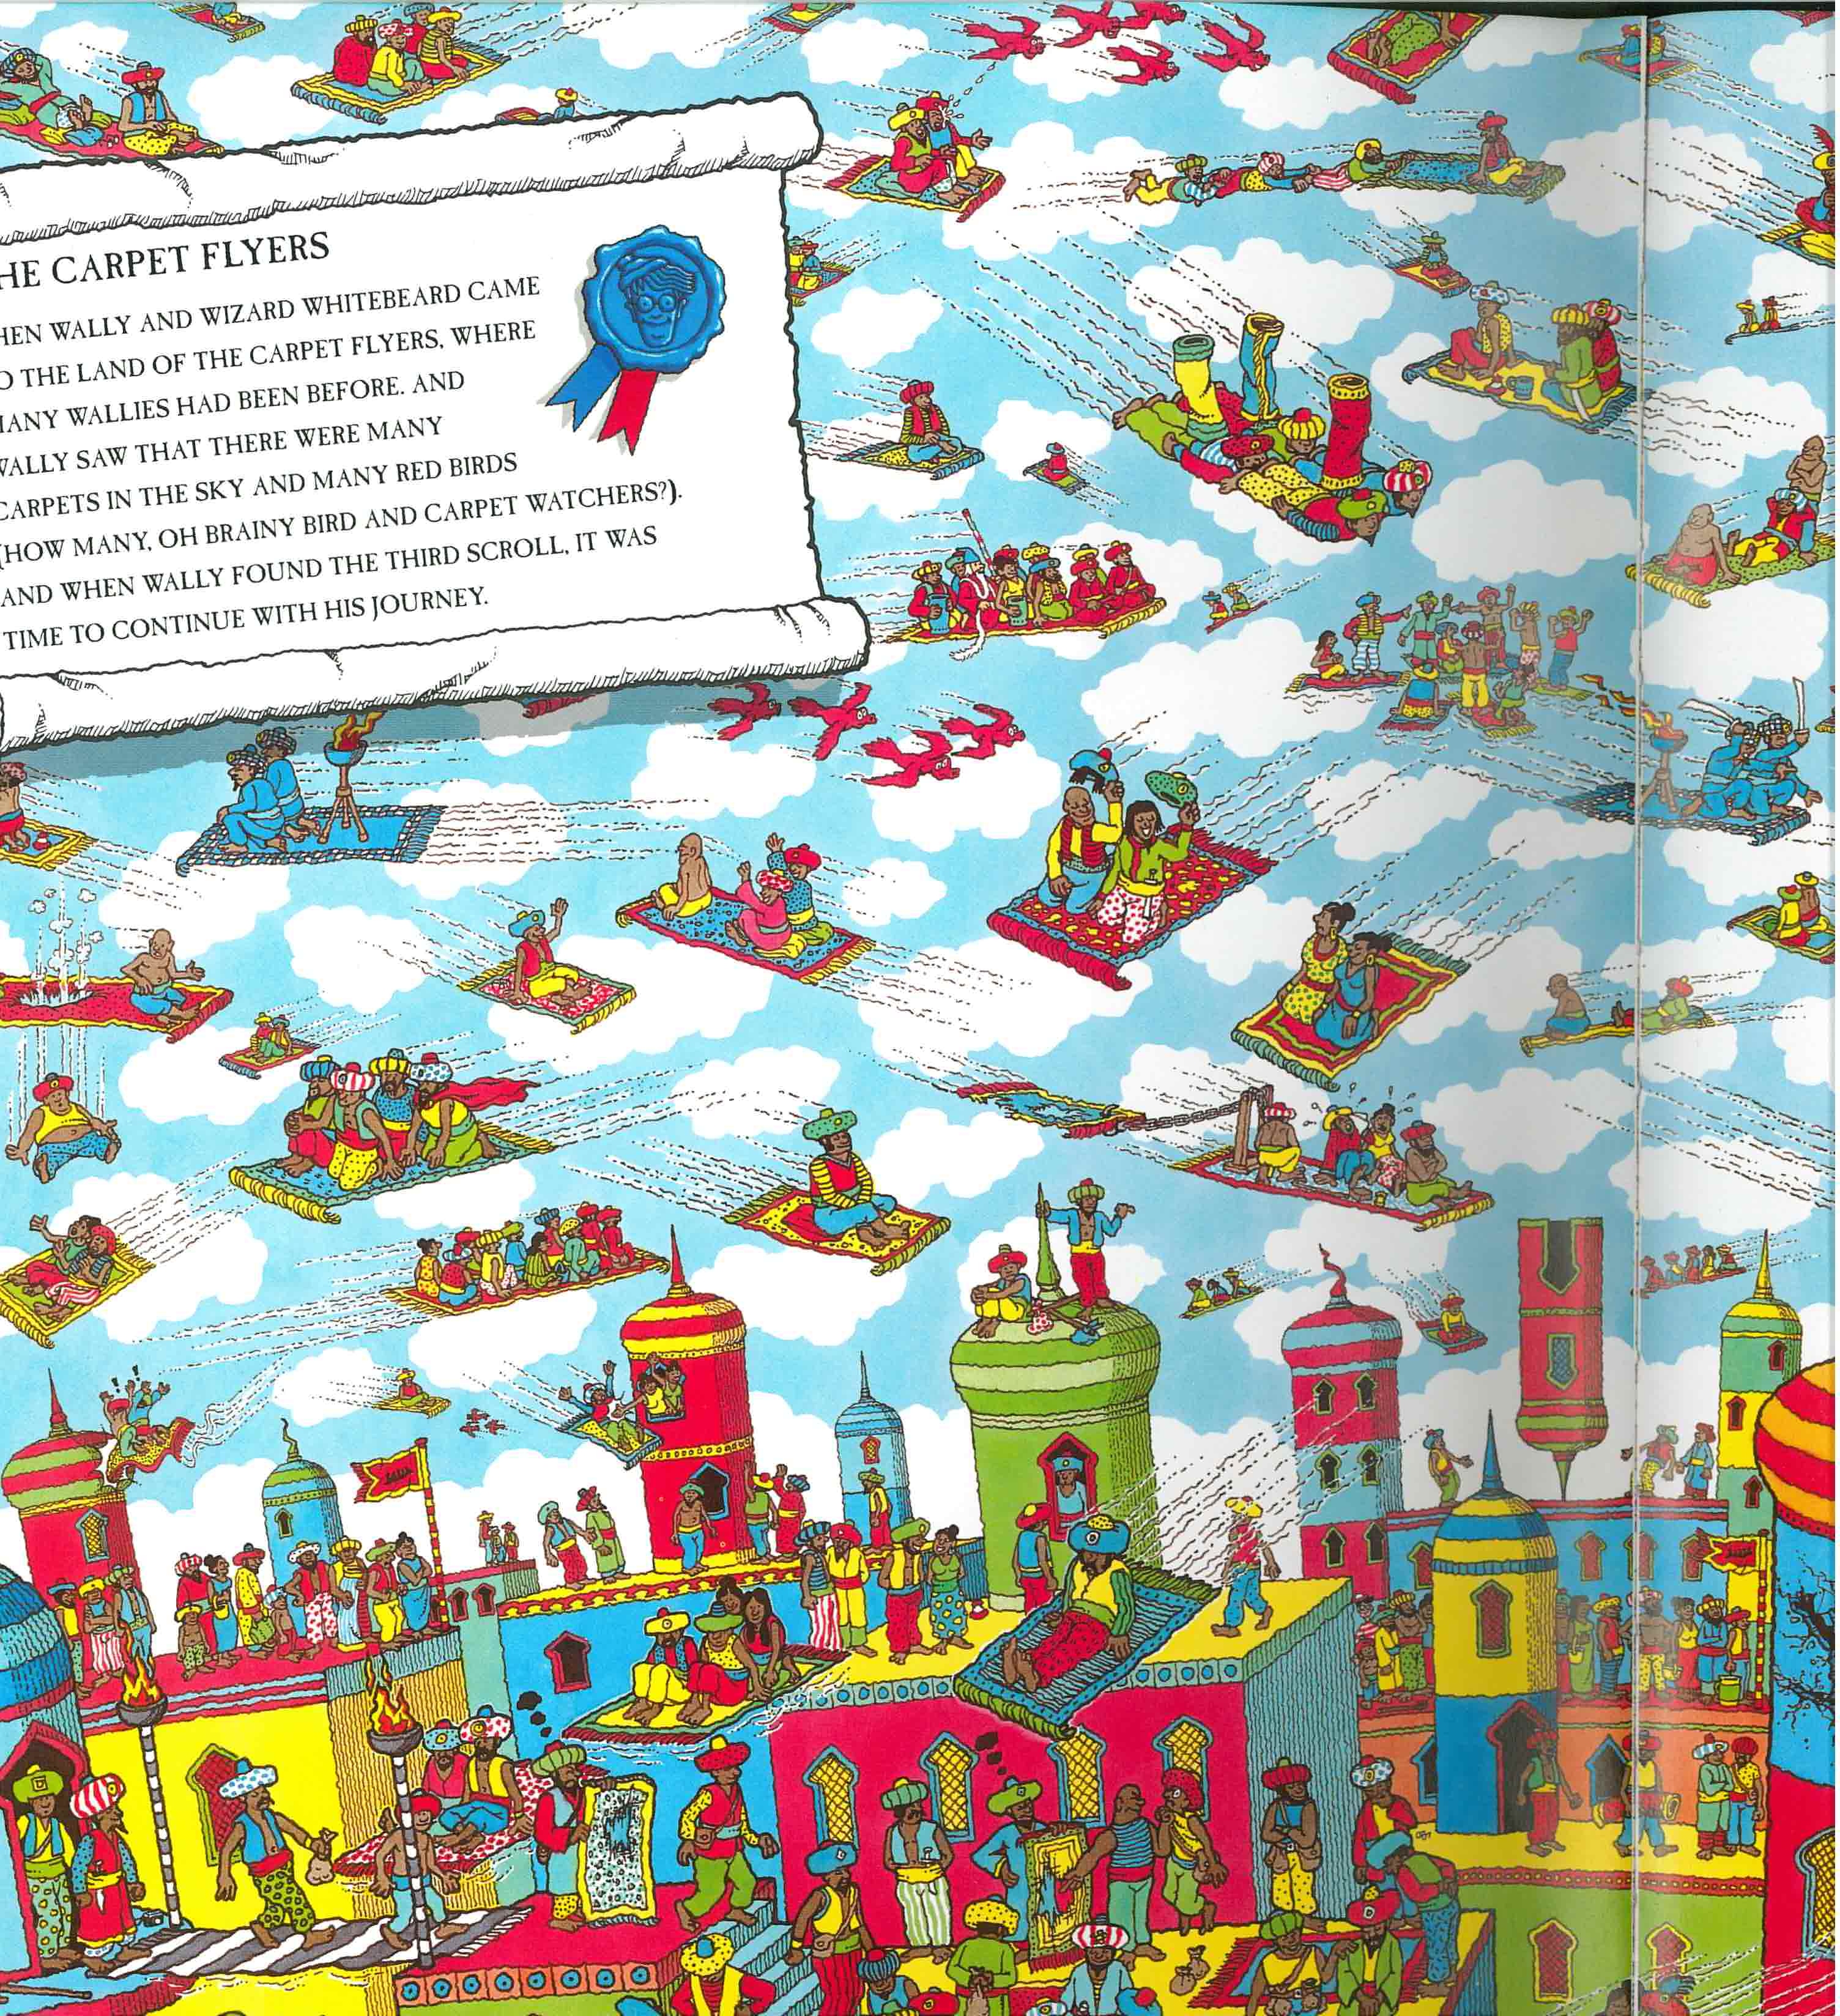 HE CARPET FLYERS
HEN WALLY AND WIZARD WHITEBEARD CAME
O THE LAND OF THE CARPET FLYERS, WHERE
IANY WALLIES HAD BEEN BEFORE. AND
VALLY SAW THAT THERE WERE MANY
CARPETS IN THE SKY AND MANY RED BIRDS
(HOW MANY, OH BRAINY BIRD AND CARPET WATCHERS?).
AND WHEN WALLY FOUND THE THIRD SCROLL, IT WAS
TIME TO CONTINUE WITH HIS JOURNEY.